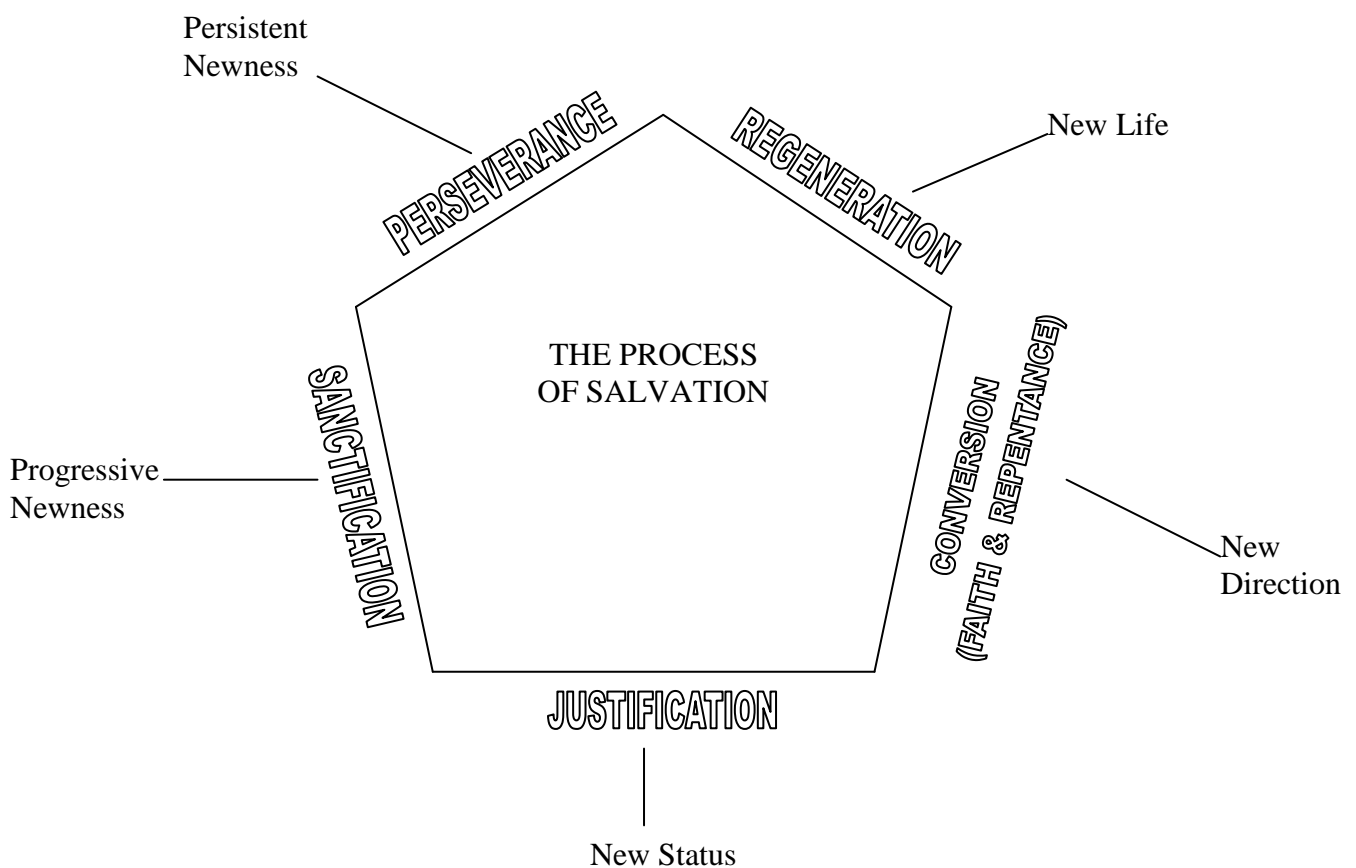 Persistent
Newness
PERSEVERANCE
REGENERATION
New Life
THE PROCESS
OF SALVATION
CONVERSION
(FAITH & REPENTANCE)
New
Direction
SANCTIFICATION
Progressive
Newness
JUSTIFICATION
New Status